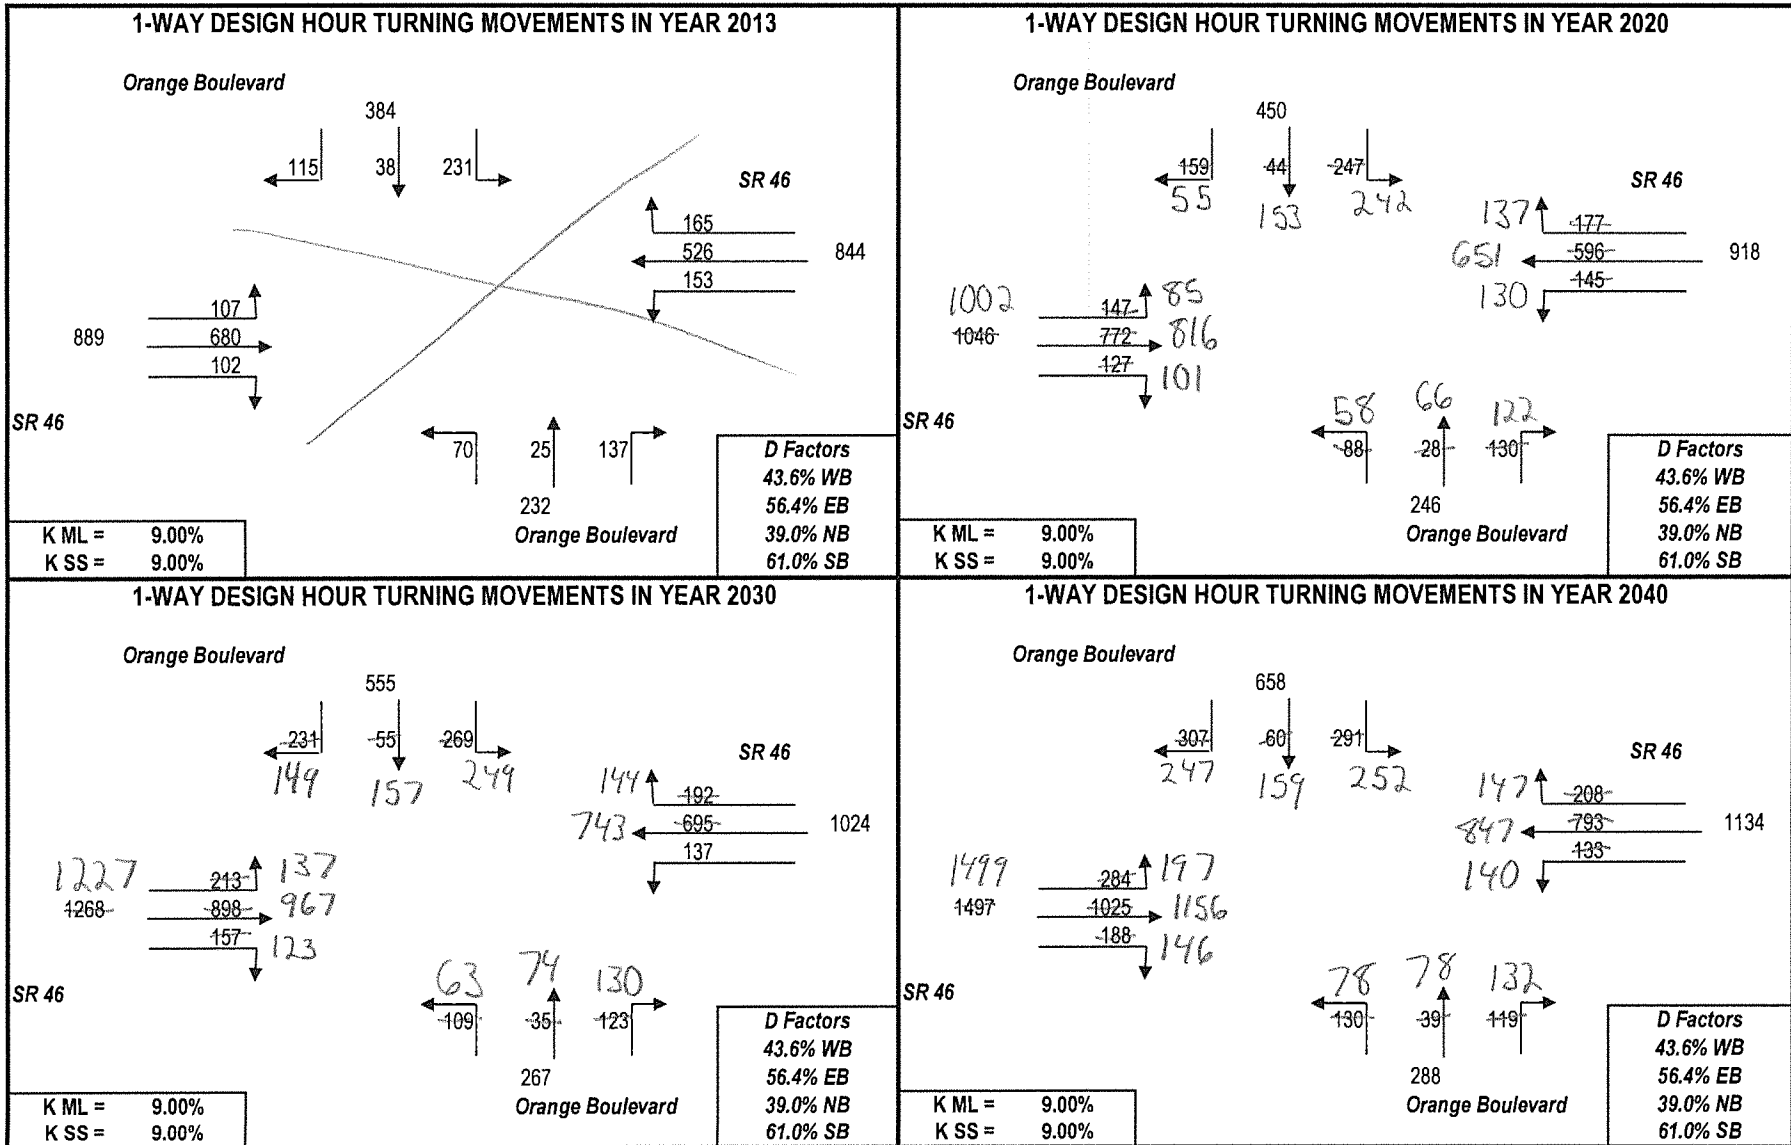 1-WAY DESIGN HOUR TURNING MOVEMENTS IN YEAR 2013
Orange Boulevard
384
115 38 231
SR 46
165
526 844
153
107
889 680
102
SR 46
70 25 137
232
Orange Boulevard
D Factors
43.6% WB
56.4% EB
39.0% NB
61.0% SB
K ML = 9.00%
K SS = 9.00%
1-WAY DESIGN HOUR TURNING MOVEMENTS IN YEAR 2020
Orange Boulevard
450
159 44 247
55 153 242
SR 46
137 177
651 596 918
130 145
1002 147 85
1046 772 816
127 101
SR 46
58 66 122
88 28 130
246
Orange Boulevard
D Factors
43.6% WB
56.4% EB
39.0% NB
61.0% SB
K ML = 9.00%
K SS = 9.00%
1-WAY DESIGN HOUR TURNING MOVEMENTS IN YEAR 2030
Orange Boulevard
555
231 55 269
149 157 249
SR 46
144 192
743 695 1024
137
1227 213 137
1268 898 967
157 123
SR 46
63 74 130
109 35 123
267
Orange Boulevard
D Factors
43.6% WB
56.4% EB
39.0% NB
61.0% SB
K ML = 9.00%
K SS = 9.00%
1-WAY DESIGN HOUR TURNING MOVEMENTS IN YEAR 2040
Orange Boulevard
658
307 60 291
247 159 252
SR 46
147 208
847 793 1134
140 133
1499 284 197
1497 1025 1156
188 146
SR 46
78 78 132
130 39 119
288
Orange Boulevard
D Factors
43.6% WB
56.4% EB
39.0% NB
61.0% SB
K ML = 9.00%
K SS = 9.00%